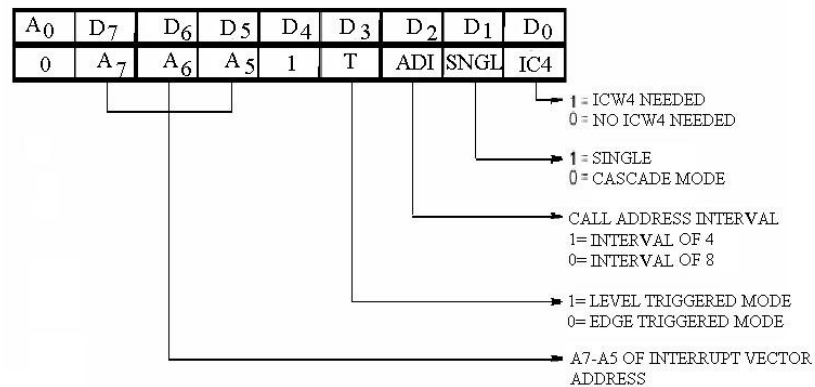 A0 D7 D6 D5 D4 D3 D2 D1 D0
0 A7 A6 A5 1 T ADI SNGL IC4
1 = ICW4 NEEDED
0 = NO ICW4 NEEDED
1 = SINGLE
0 = CASCADE MODE
CALL ADDRESS INTERVAL
1= INTERVAL OF 4
0= INTERVAL OF 8
1= LEVEL TRIGGERED MODE
0= EDGE TRIGGERED MODE
A7-A5 OF INTERRUPT VECTOR
ADDRESS